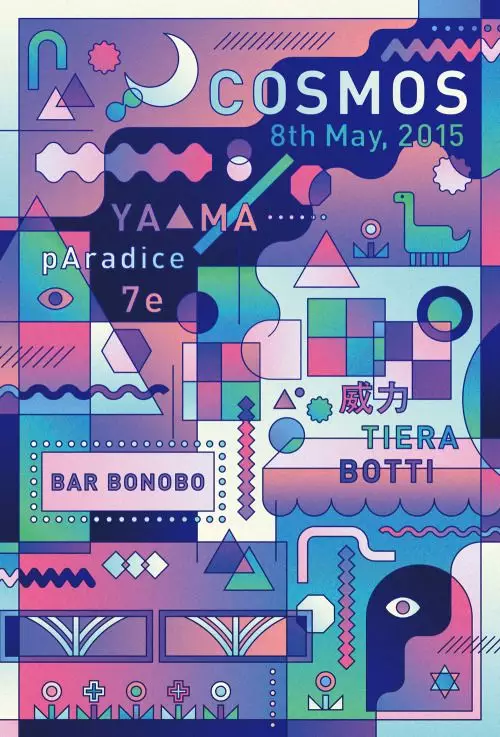 COSMOS
8th May, 2015
YA▲MA
pAradice
7e
威力
TIERA
BOTTI
BAR BONOBO